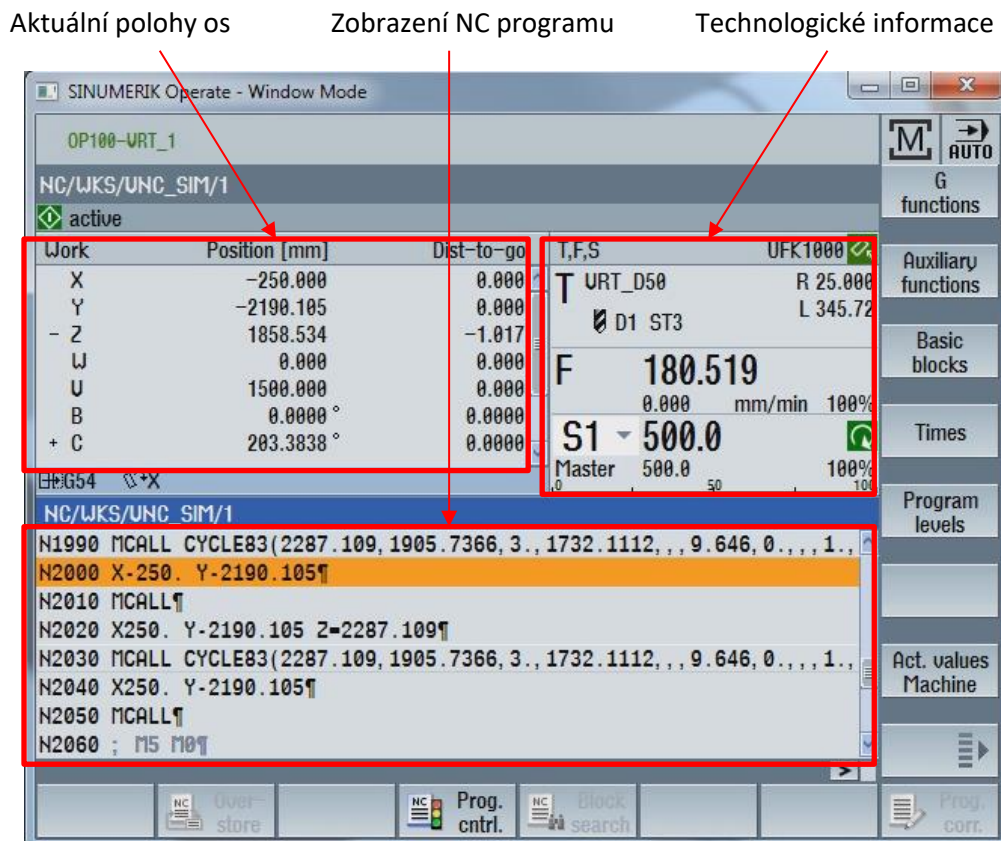 Aktuální polohy os Zobrazení NC programu Technologické informace
SINUMERIK Operate - Window Mode
OP100-VRT_1
M AUTO
NC/WKS/VNC_SIM/1
G functions
active
Work Position [mm] Dist-to-go
X -250.000 0.000
Y -2190.105 0.000
- Z 1858.534 -1.017
W 0.000 0.000
V 1500.000 0.000
B 0.0000 ° 0.0000
+ C 203.3838 ° 0.0000
T,F,S VFK1000
T VRT_D50 R 25.000
D1 ST3 L 345.72
F 180.519
0.000 mm/min 100%
S1 500.0
Master 500.0 100%
0 50 100
Auxiliary
functions
Basic
blocks
Times
G54 +X
NC/WKS/VNC_SIM/1
Program
levels
N1990 MCALL CYCLE83(2287.109,1905.7366,3.,1732.1112,,,9.646,0.,,,1.,
N2000 X-250. Y-2190.105¶
N2010 MCALL¶
N2020 X250. Y-2190.105 Z=2287.109¶
N2030 MCALL CYCLE83(2287.109,1905.7366,3.,1732.1112,,,9.646,0.,,,1.,
N2040 X250. Y-2190.105¶
N2050 MCALL¶
N2060 ; M5 M0¶
Act. values
Machine
NC Over-
store
NC Prog.
cntrl.
NC Block
search
Prog.
corr.